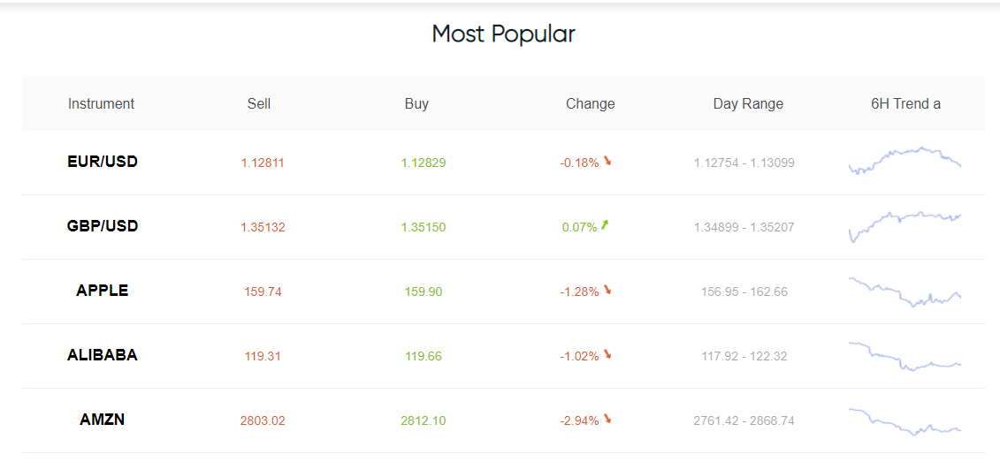 Most Popular
Instrument Sell Buy Change Day Range 6H Trend a
EUR/USD 1.12811 1.12829 -0.18% 1.12754 - 1.13099
GBP/USD 1.35132 1.35150 0.07% 1.34899 - 1.35207
APPLE 159.74 159.90 -1.28% 156.95 - 162.66
ALIBABA 119.31 119.66 -1.02% 117.92 - 122.32
AMZN 2803.02 2812.10 -2.94% 2761.42 - 2868.74